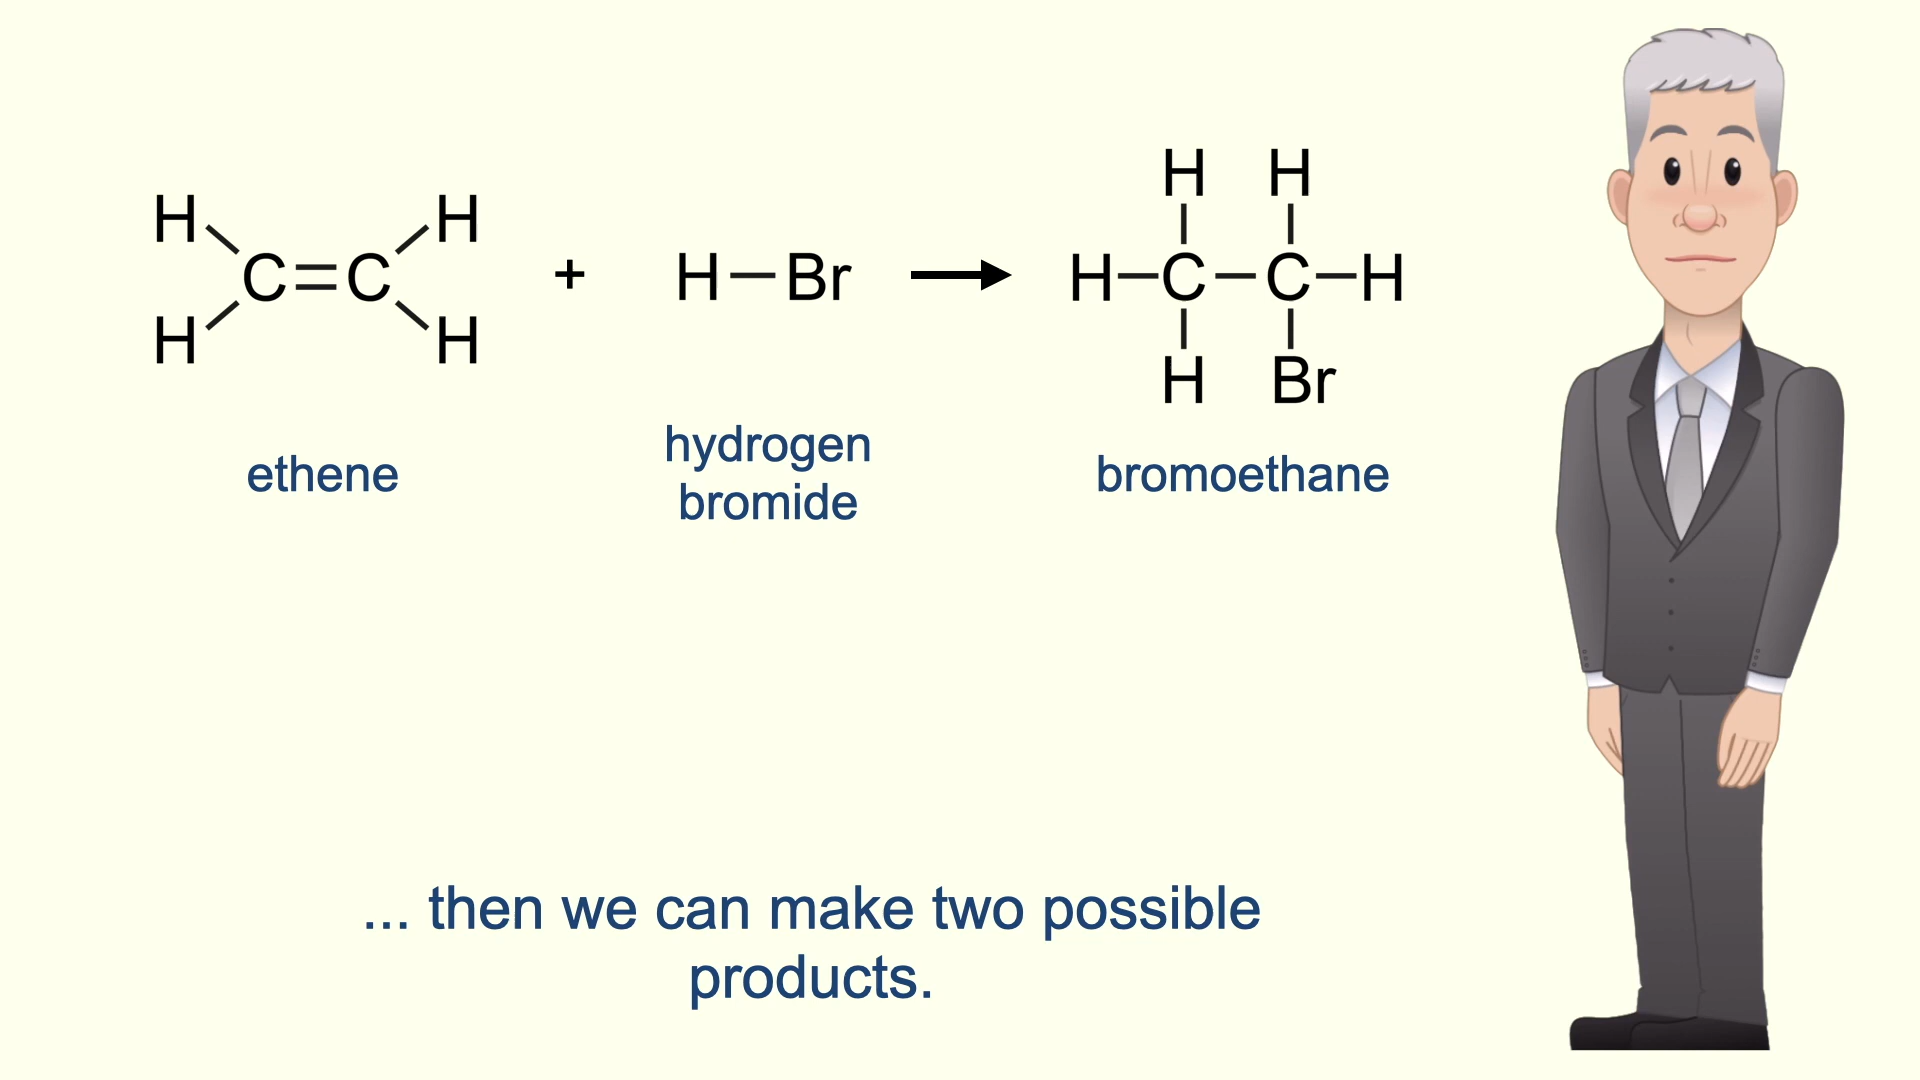 H H H H
H H
C=C + H—Br → H—C—C—H
H H H Br
ethene hydrogen bromide bromoethane
... then we can make two possible
products.